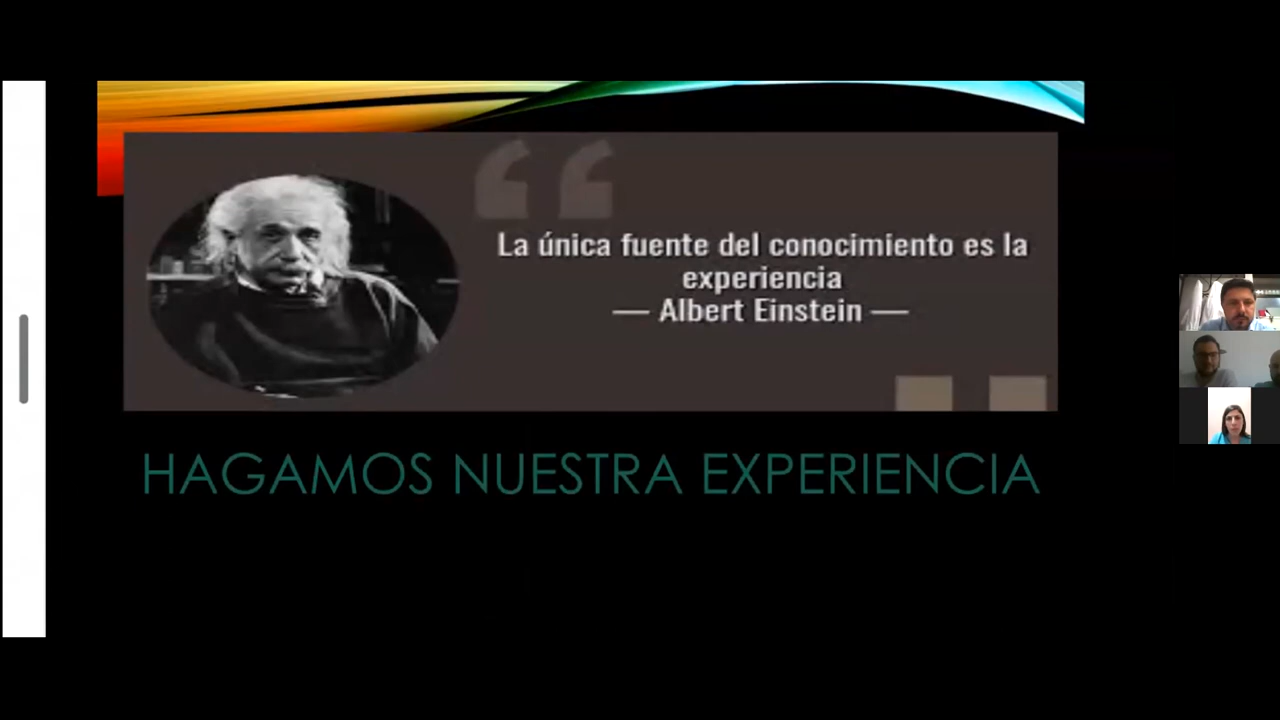 La única fuente del conocimiento es la
experiencia
— Albert Einstein —
HAGAMOS NUESTRA EXPERIENCIA